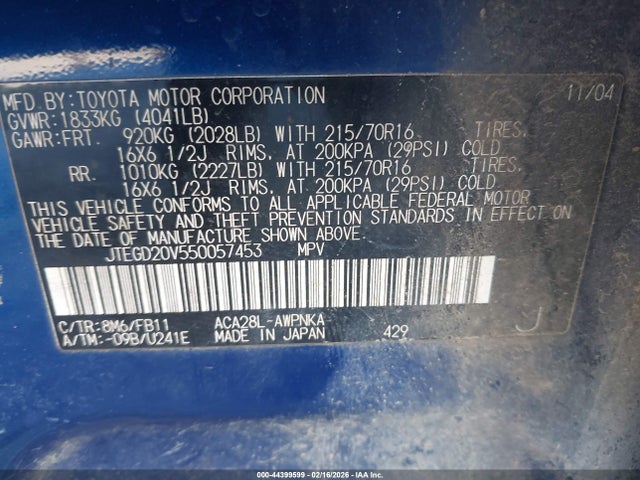 MFD BY: TOYOTA MOTOR CORPORATION 11/04
GVWR: 1833KG (4041LB)
GAWR: FRT. 920KG (2028LB) WITH 215/70R16 TIRES,
16X6 1/2J RIMS, AT 200KPA (29PSI) COLD
RR. 1010KG (2227LB) WITH 215/70R16 TIRES,
16X6 1/2J RIMS, AT 200KPA (29PSI) COLD
THIS VEHICLE CONFORMS TO ALL APPLICABLE FEDERAL MOTOR
VEHICLE SAFETY AND THEFT PREVENTION STANDARDS IN EFFECT ON
THE DATE OF MANUFACTURE SHOWN ABOVE.
JTEGD20V550057453 MPV
C/TR: 8M6/FB11 ACA28L-AWPNKA J
A/TM: -09B/U241E MADE IN JAPAN 429
000-44399599 - 02/16/2026 - IAA Inc.